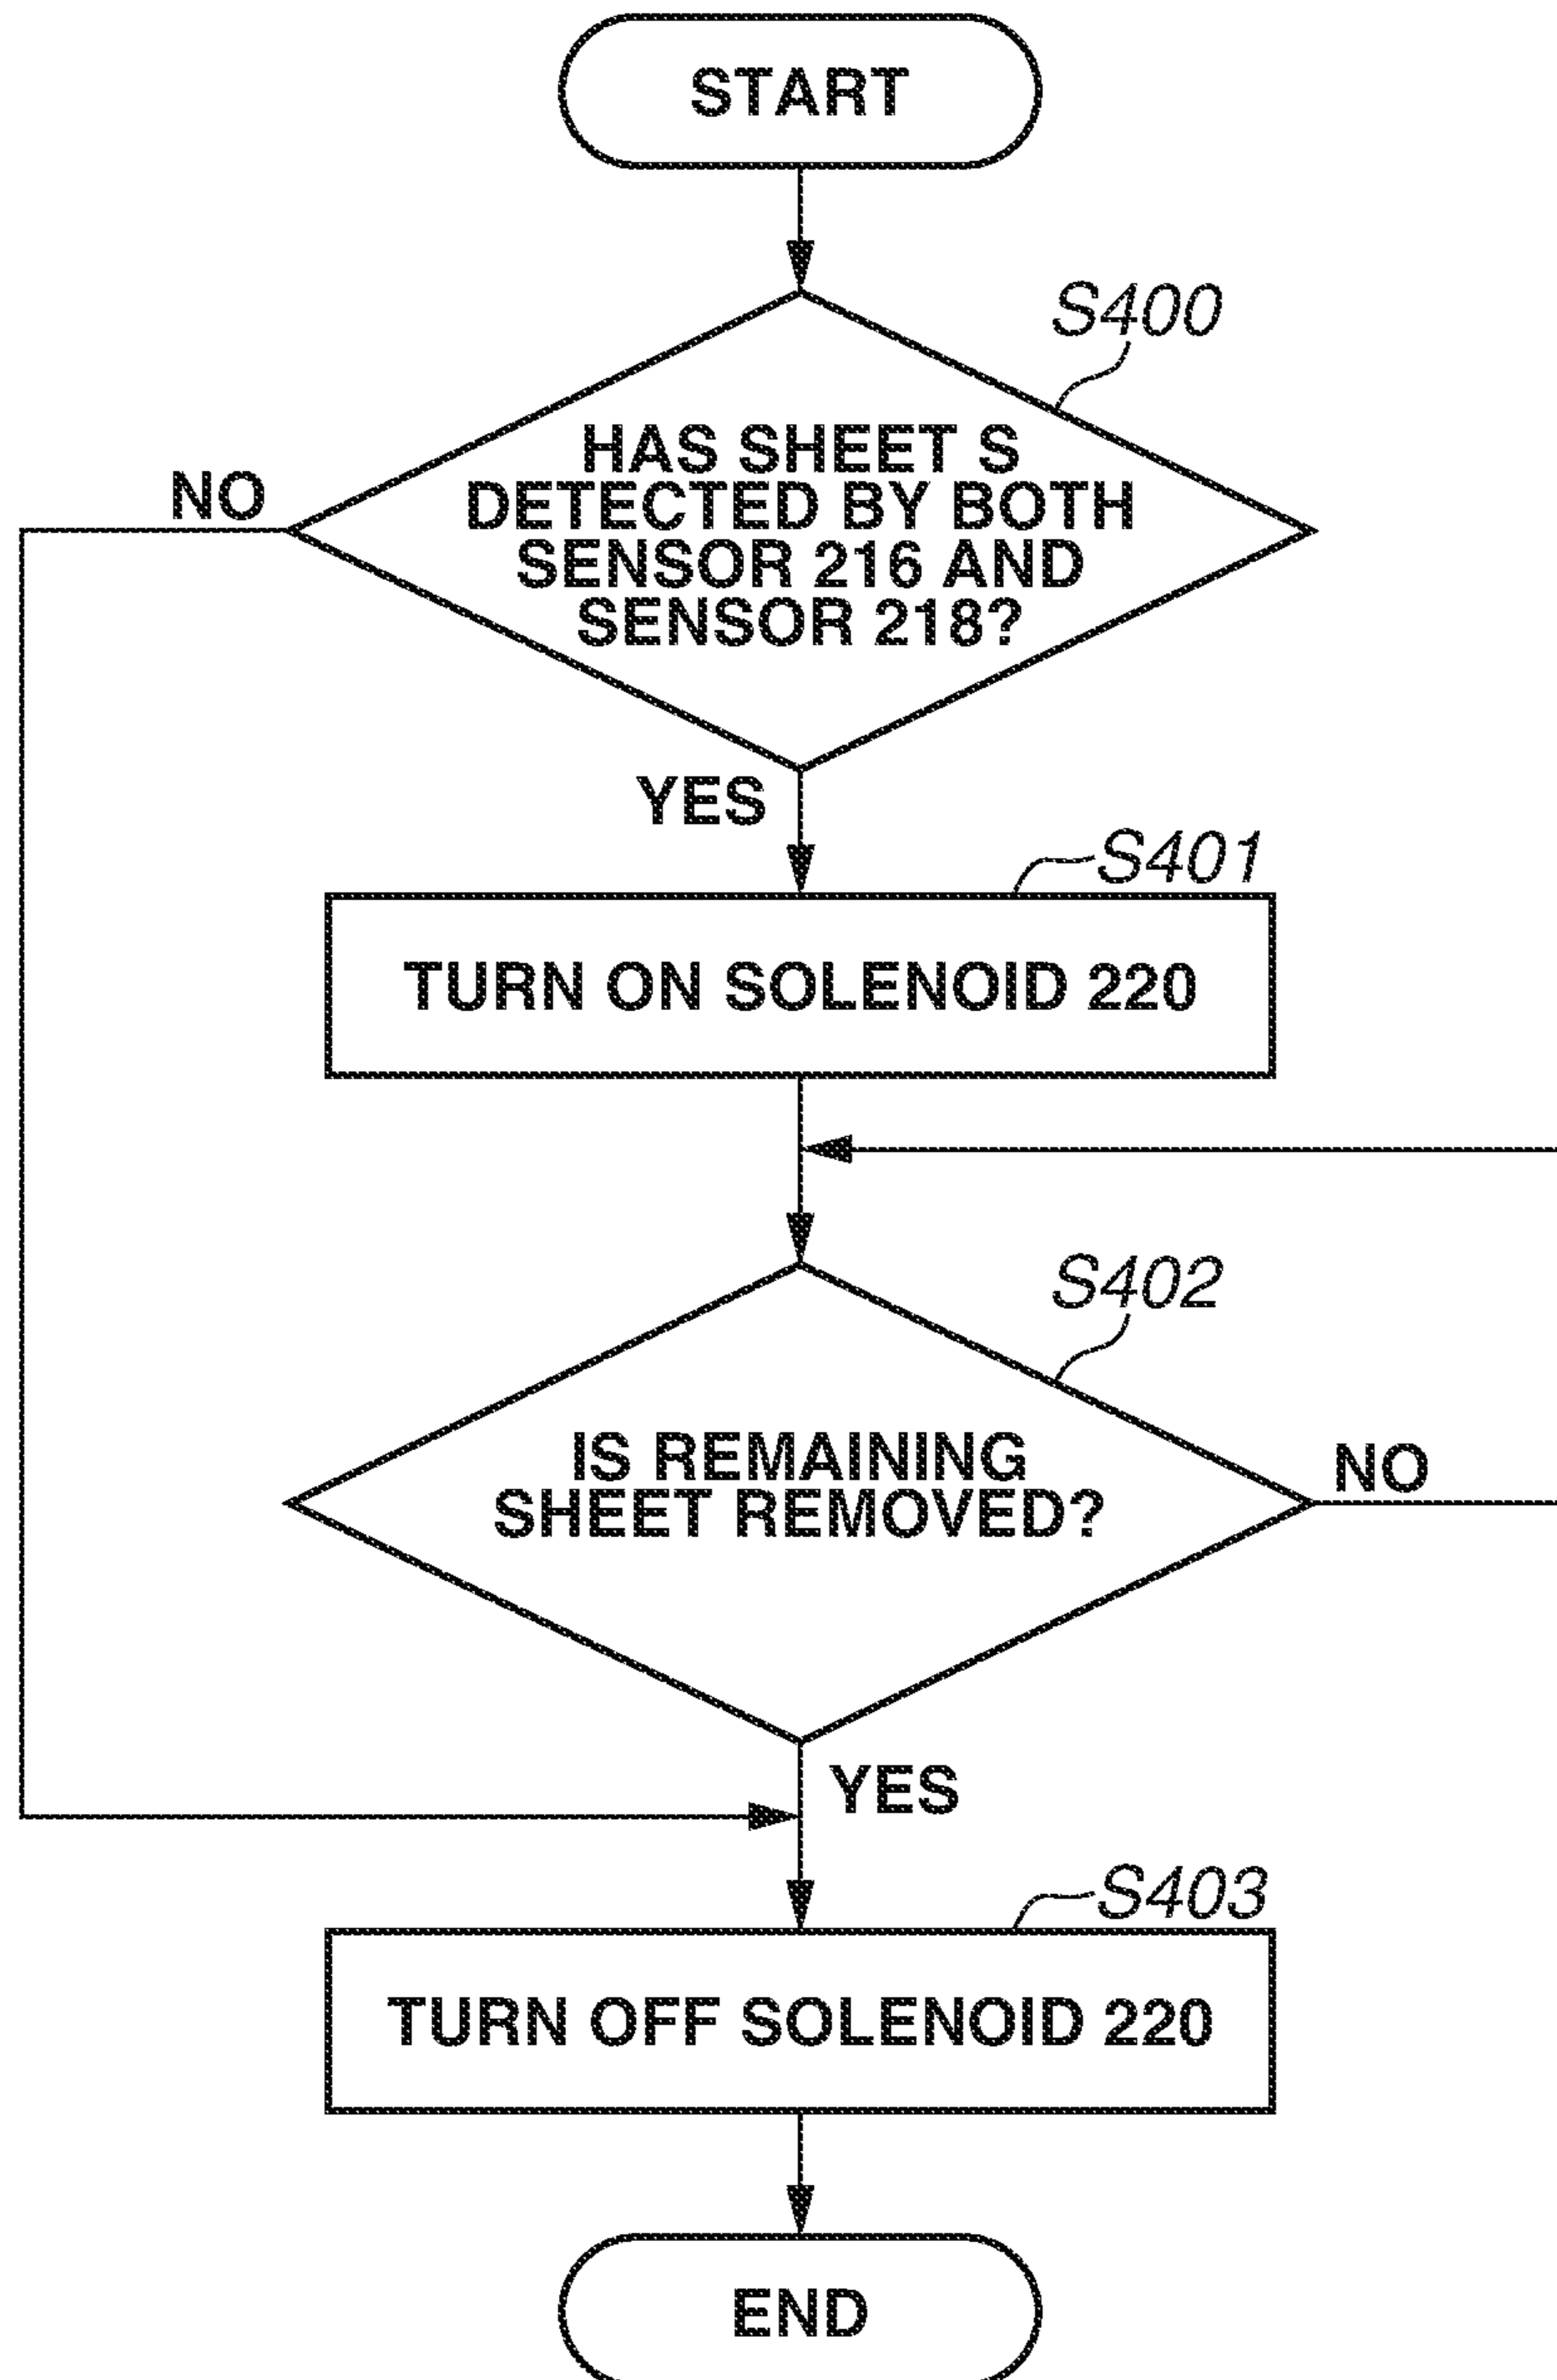 START
S400
HAS SHEET S
DETECTED BY BOTH
SENSOR 216 AND
SENSOR 218?
NO
YES
S401
TURN ON SOLENOID 220
S402
IS REMAINING
SHEET REMOVED?
NO
YES
S403
TURN OFF SOLENOID 220
END